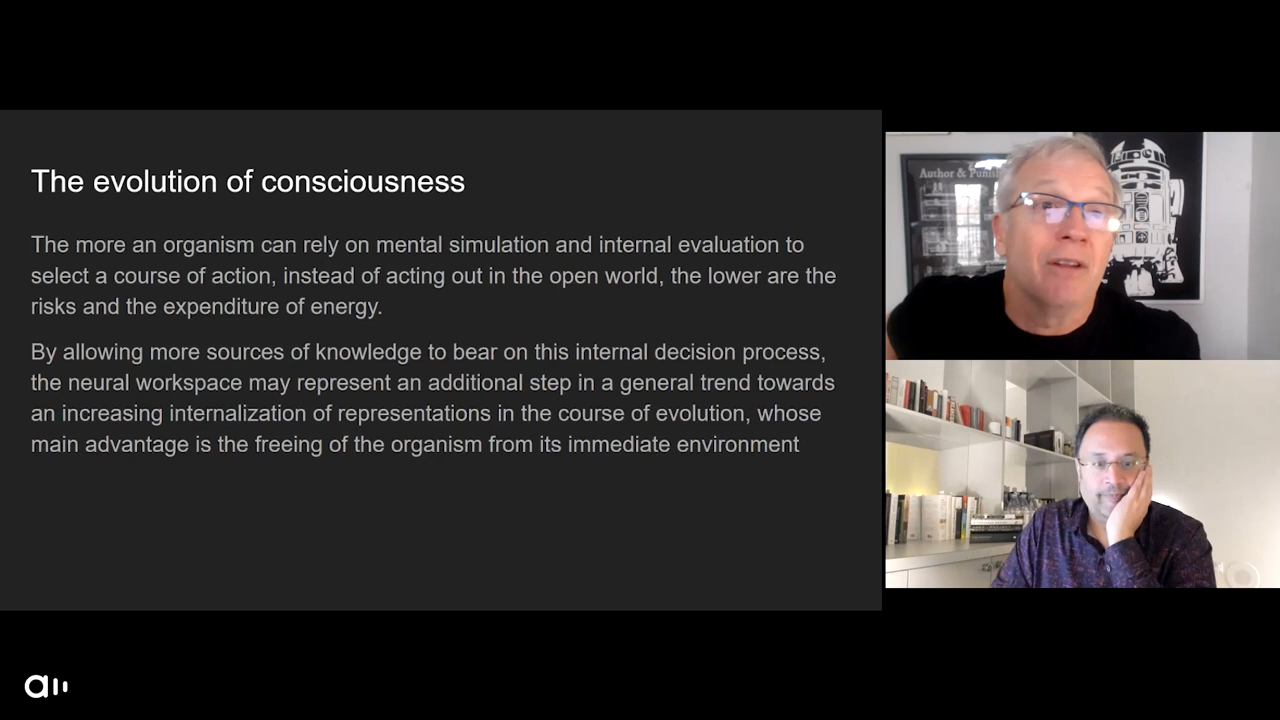 The evolution of consciousness
The more an organism can rely on mental simulation and internal evaluation to
select a course of action, instead of acting out in the open world, the lower are the
risks and the expenditure of energy.
By allowing more sources of knowledge to bear on this internal decision process,
the neural workspace may represent an additional step in a general trend towards
an increasing internalization of representations in the course of evolution, whose
main advantage is the freeing of the organism from its immediate environment
Author & Punish